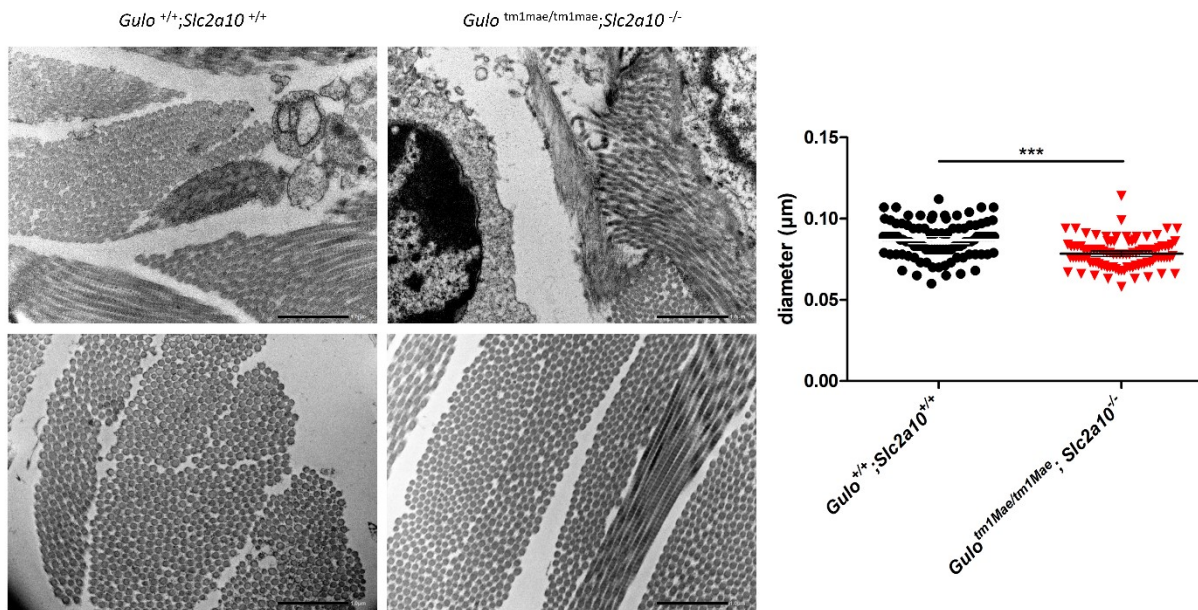 Gulo +/+;Slc2a10 +/+
Gulo tm1mae/tm1mae;Slc2a10 -/-
0.15
***
0.10
0.05
0.00
diameter (µm)
Gulo+/+;Slc2a10+/+
Gulotm1Mae/tm1Mae; Slc2a10-/-